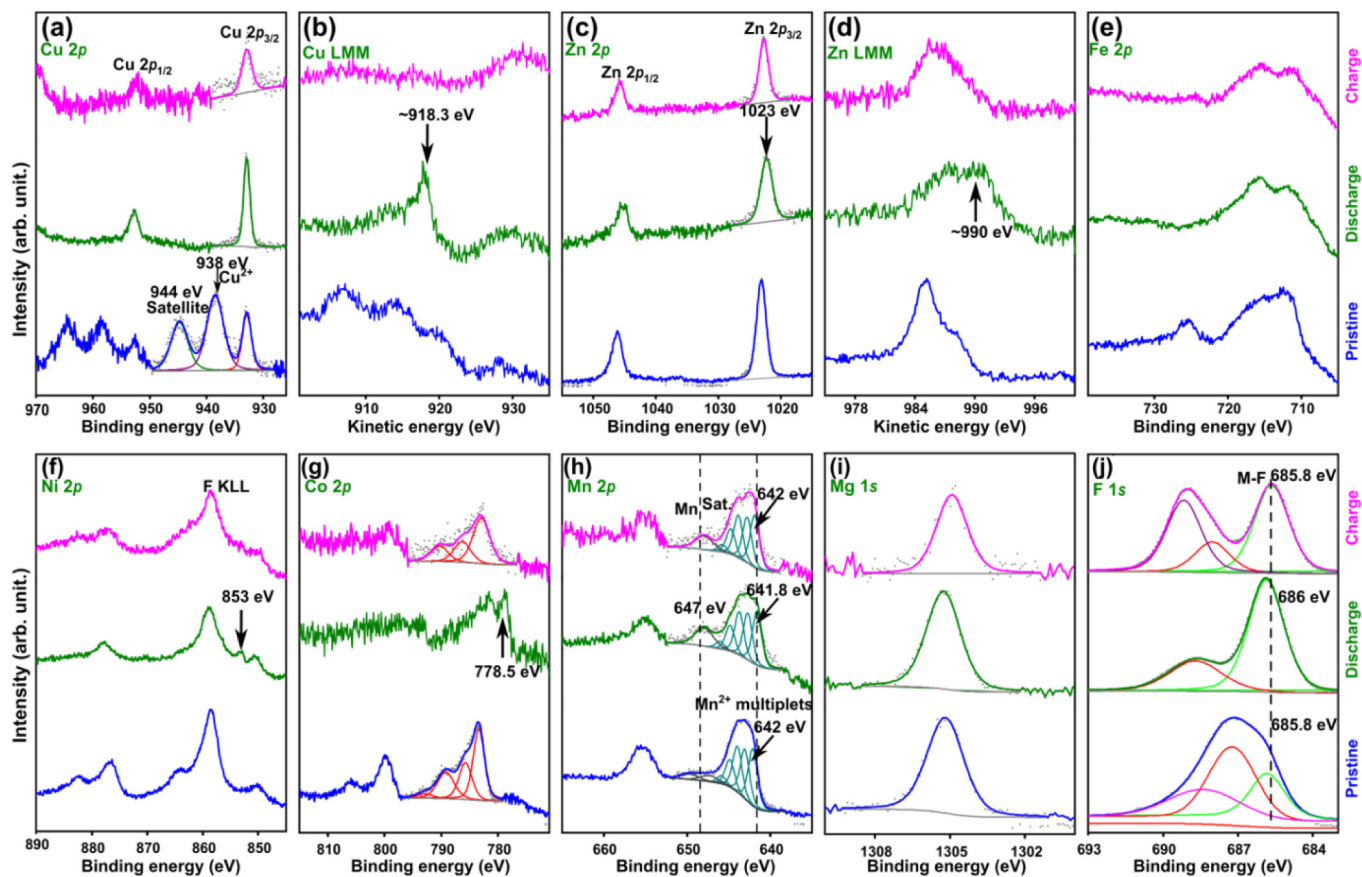 (a)
Cu 2p
Cu 2p1/2
Cu 2p3/2
944 eV
Satellite
938 eV
Cu2+
970 960 950 940 930
Binding energy (eV)
(b)
Cu LMM
~918.3 eV
910 920 930
Kinetic energy (eV)
(c)
Zn 2p
Zn 2p1/2
Zn 2p3/2
1023 eV
1050 1040 1030 1020
Binding energy (eV)
(d)
Zn LMM
~990 eV
978 984 990 996
Kinetic energy (eV)
(e)
Fe 2p
730 720 710
Binding energy (eV)
Charge
Discharge
Pristine
Intensity (arb. unit.)
(f)
Ni 2p
F KLL
853 eV
890 880 870 860 850
Binding energy (eV)
(g)
Co 2p
778.5 eV
810 800 790 780
Binding energy (eV)
(h)
Mn 2p
Mn Sat.
642 eV
647 eV
641.8 eV
Mn2+ multiplets
642 eV
660 650 640
Binding energy (eV)
(i)
Mg 1s
1308 1305 1302
Binding energy (eV)
(j)
F 1s
M-F
685.8 eV
686 eV
685.8 eV
693 690 687 684
Binding energy (eV)
Charge
Discharge
Pristine
Intensity (arb. unit.)